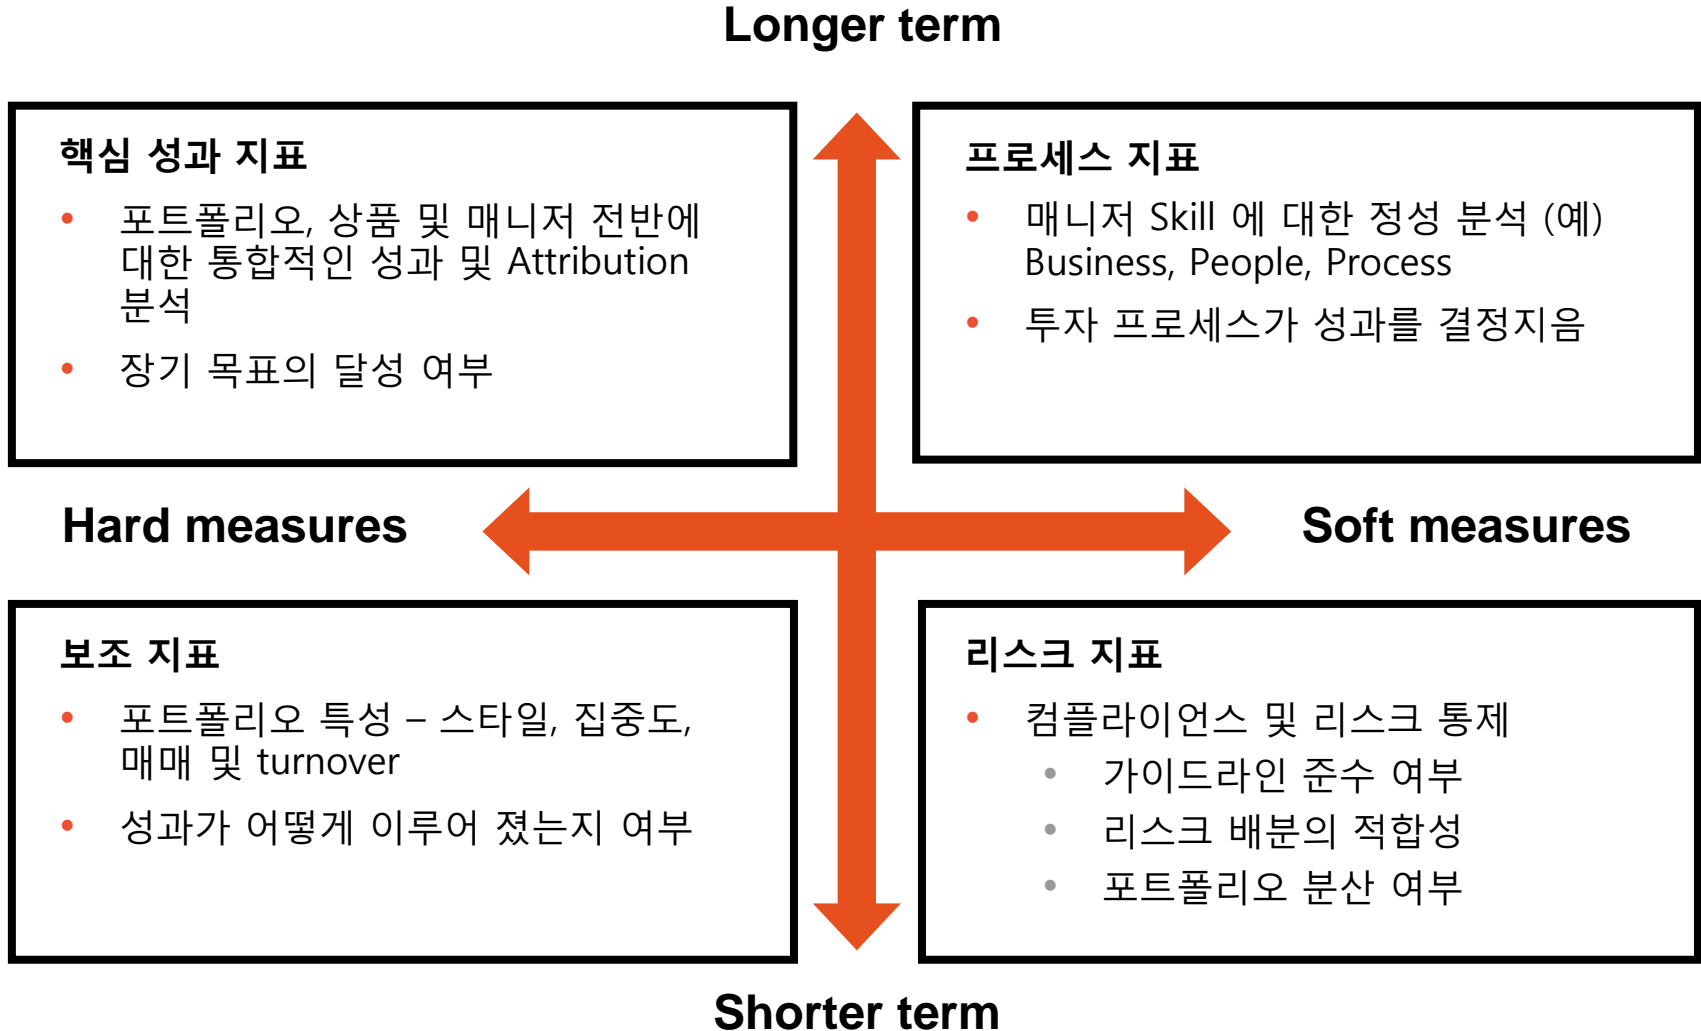 Longer term
핵심 성과 지표
• 포트폴리오, 상품 및 매니저 전반에
대한 통합적인 성과 및 Attribution
분석
• 장기 목표의 달성 여부
프로세스 지표
• 매니저 Skill 에 대한 정성 분석 (예)
Business, People, Process
• 투자 프로세스가 성과를 결정지음
Hard measures
Soft measures
보조 지표
• 포트폴리오 특성 – 스타일, 집중도,
매매 및 turnover
• 성과가 어떻게 이루어 졌는지 여부
리스크 지표
• 컴플라이언스 및 리스크 통제
• 가이드라인 준수 여부
• 리스크 배분의 적합성
• 포트폴리오 분산 여부
Shorter term